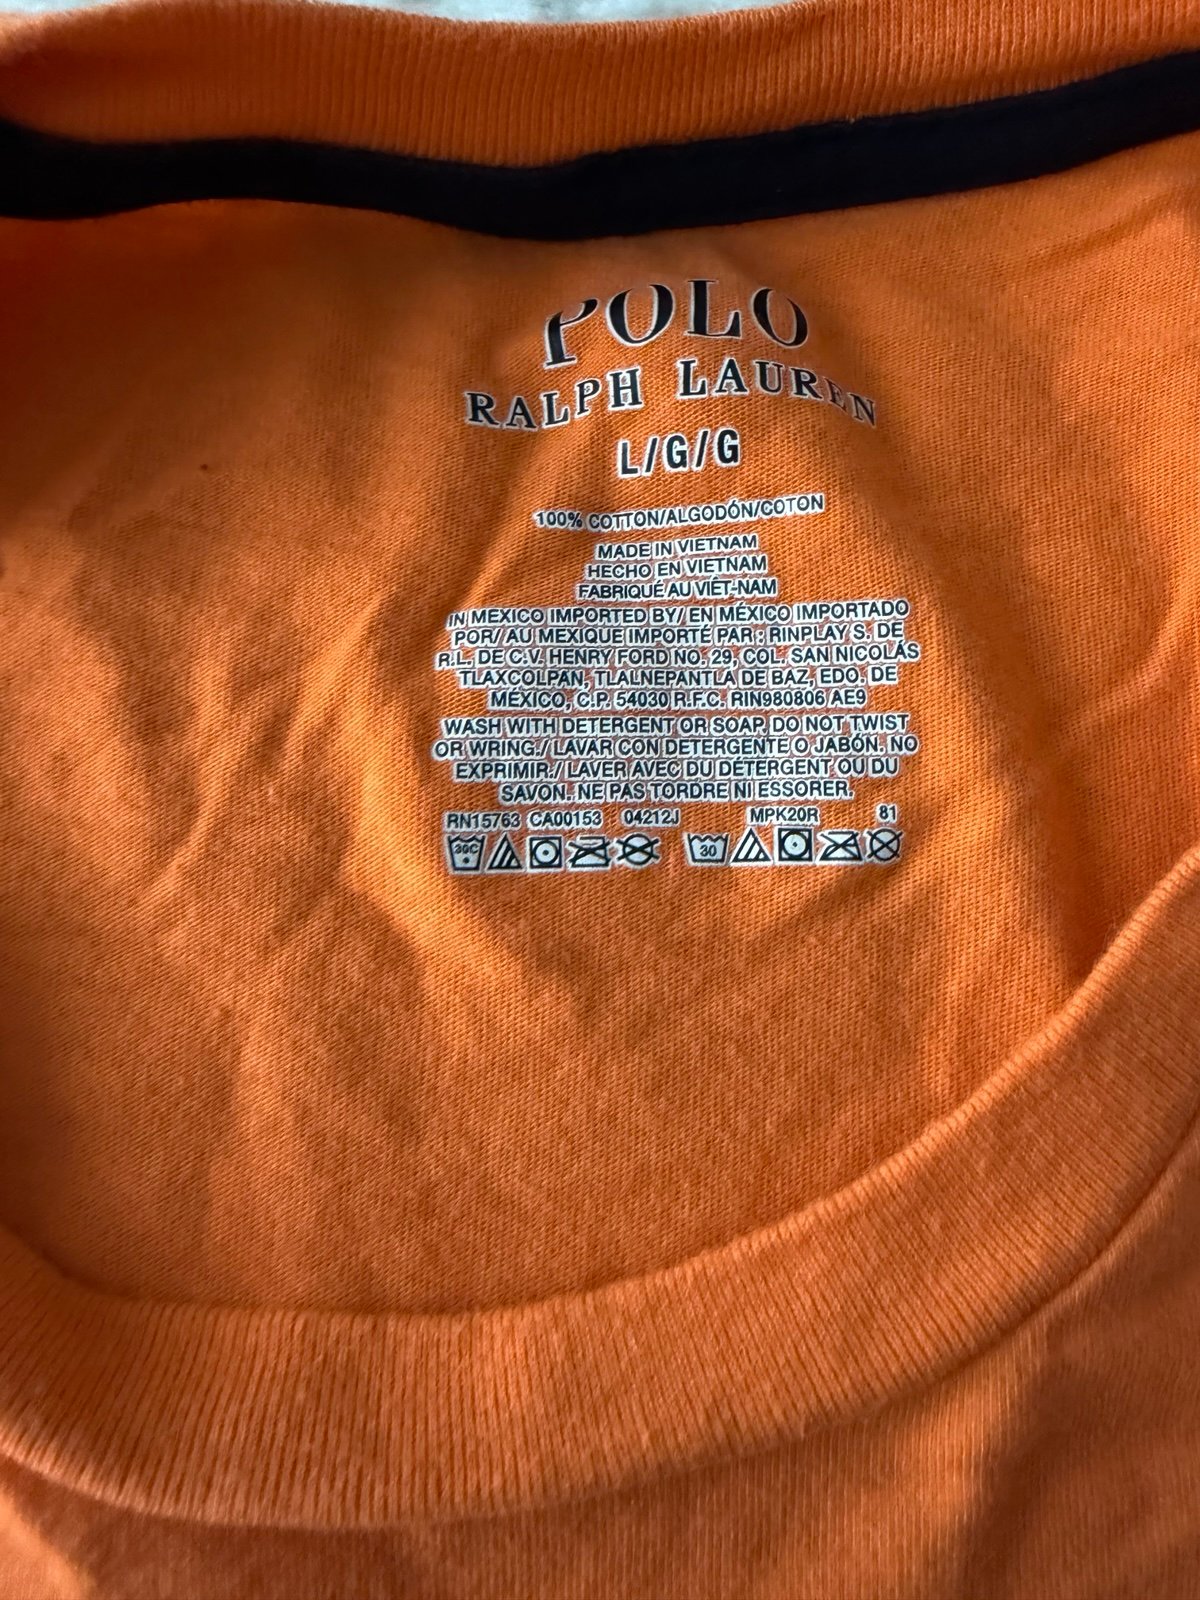 POLO
RALPH LAUREN
L/G/G
100% COTTON/ALGODÓN/COTON
MADE IN VIETNAM
HECHO EN VIETNAM
FABRIQUÉ AU VIÊT-NAM
IN MEXICO IMPORTED BY/ EN MÉXICO IMPORTADO
POR/ AU MEXIQUE IMPORTÉ PAR : RINPLAY S. DE
R.L. DE C.V. HENRY FORD NO. 29, COL. SAN NICOLÁS
TLAXCOLPAN, TLALNEPANTLA DE BAZ, EDO. DE
MÉXICO, C.P. 54030 R.F.C. RIN980806 AE9
WASH WITH DETERGENT OR SOAP, DO NOT TWIST
OR WRING./ LAVAR CON DETERGENTE O JABÓN. NO
EXPRIMIR./ LAVER AVEC DU DÉTERGENT OU DU
SAVON. NE PAS TORDRE NI ESSORER.
RN15763 CA00153 04212J MPK20R 81
30C 30